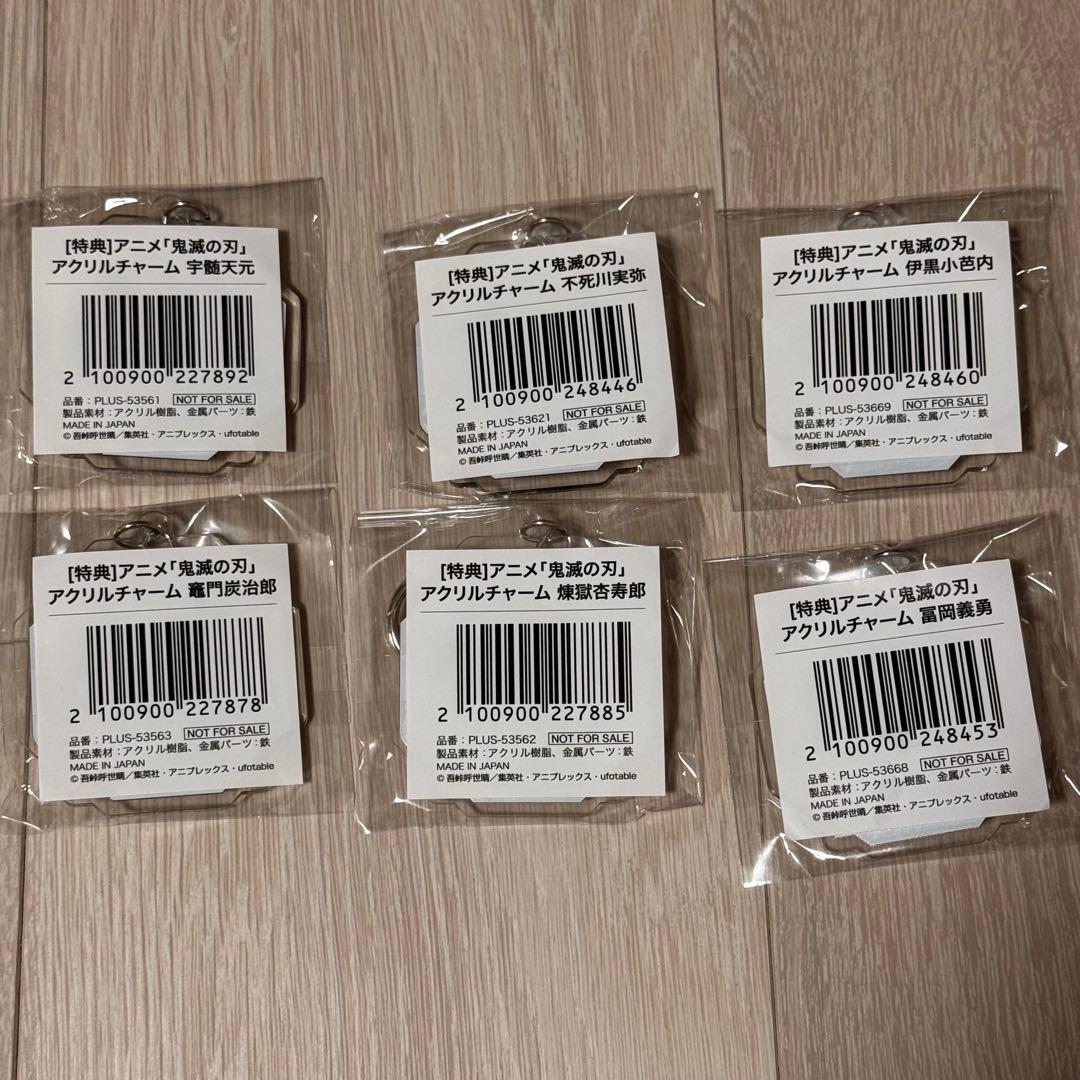 [特典]アニメ「鬼滅の刃」
アクリルチャーム 宇髄天元
2 100900 227892
品番：PLUS-53561 NOT FOR SALE
製品素材：アクリル樹脂、金属パーツ：鉄
MADE IN JAPAN
©吾峠呼世晴／集英社・アニプレックス・ufotable
[特典]アニメ「鬼滅の刃」
アクリルチャーム 不死川実弥
2 100900 248446
品番：PLUS-53621 NOT FOR SALE
製品素材：アクリル樹脂、金属パーツ：鉄
MADE IN JAPAN
©吾峠呼世晴／集英社・アニプレックス・ufotable
[特典]アニメ「鬼滅の刃」
アクリルチャーム 伊黒小芭内
2 100900 248460
品番：PLUS-53669 NOT FOR SALE
製品素材：アクリル樹脂、金属パーツ：鉄
MADE IN JAPAN
©吾峠呼世晴／集英社・アニプレックス・ufotable
[特典]アニメ「鬼滅の刃」
アクリルチャーム 竈門炭治郎
2 100900 227878
品番：PLUS-53563 NOT FOR SALE
製品素材：アクリル樹脂、金属パーツ：鉄
MADE IN JAPAN
©吾峠呼世晴／集英社・アニプレックス・ufotable
[特典]アニメ「鬼滅の刃」
アクリルチャーム 煉獄杏寿郎
2 100900 227885
品番：PLUS-53562 NOT FOR SALE
製品素材：アクリル樹脂、金属パーツ：鉄
MADE IN JAPAN
©吾峠呼世晴／集英社・アニプレックス・ufotable
[特典]アニメ「鬼滅の刃」
アクリルチャーム 冨岡義勇
2 100900 248453
品番：PLUS-53668 NOT FOR SALE
製品素材：アクリル樹脂、金属パーツ：鉄
MADE IN JAPAN
©吾峠呼世晴／集英社・アニプレックス・ufotable